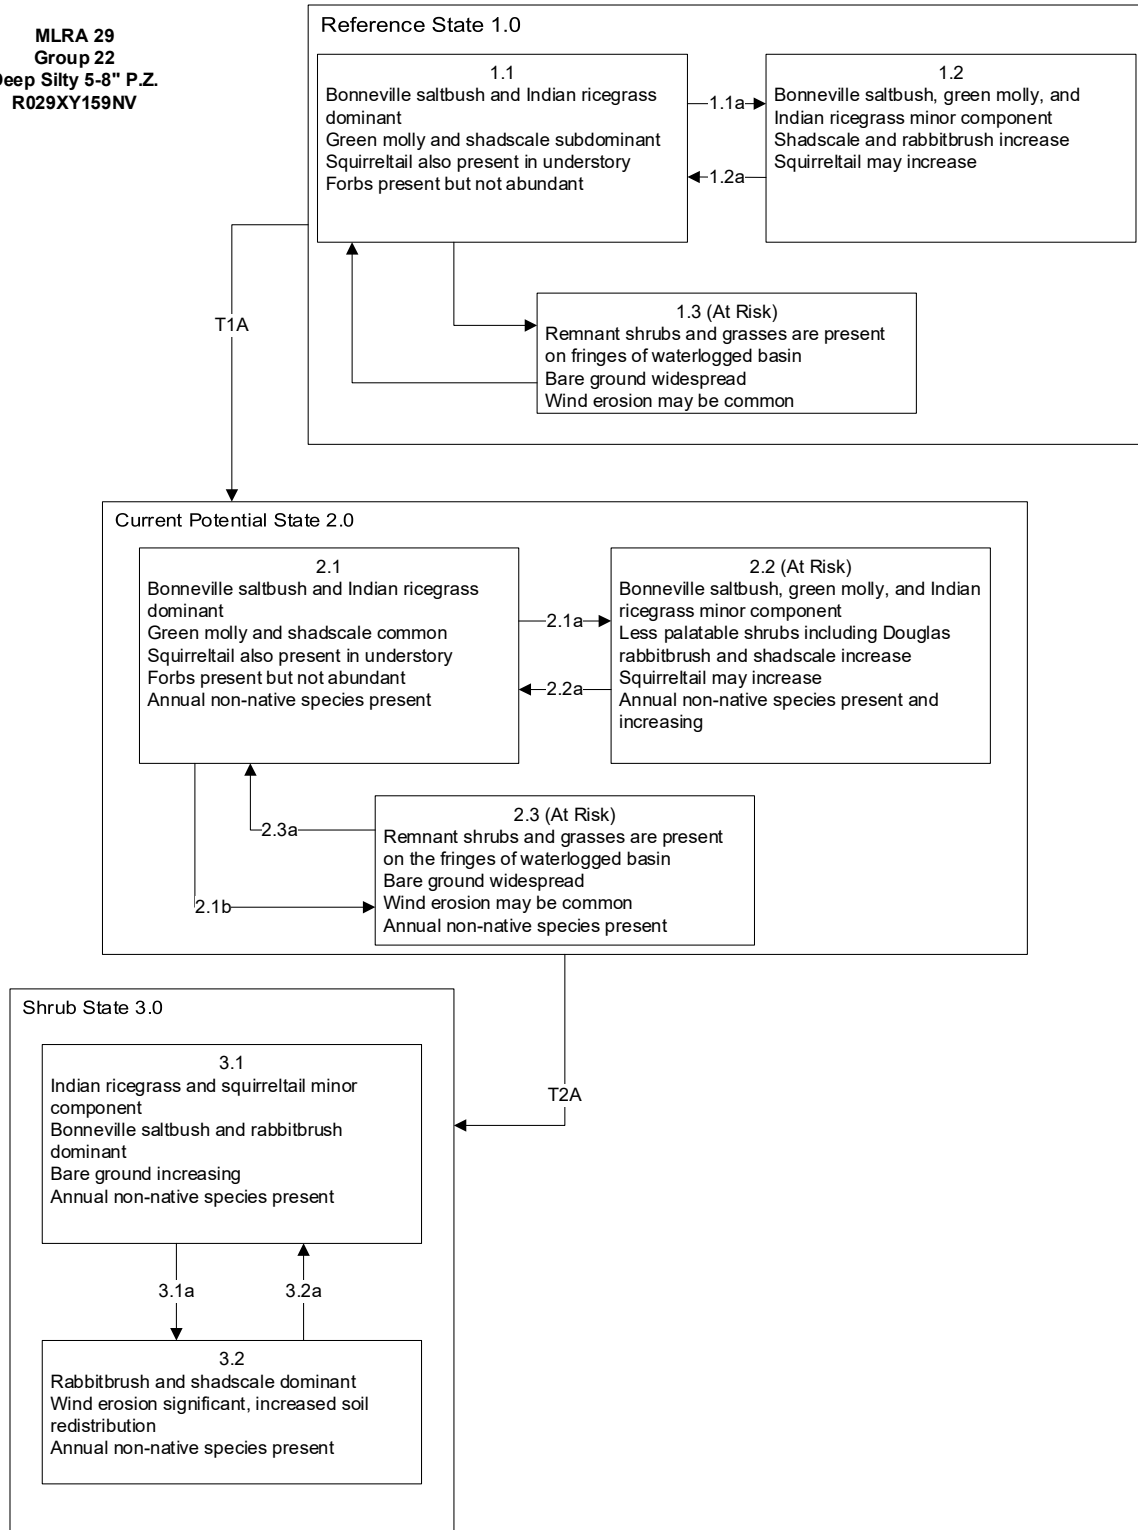 MLRA 29
Group 22
Deep Silty 5-8" P.Z.
R029XY159NV
Reference State 1.0
1.1
Bonneville saltbush and Indian ricegrass
dominant
Green molly and shadscale subdominant
Squirreltail also present in understory
Forbs present but not abundant
1.1a
1.2a
1.2
Bonneville saltbush, green molly, and
Indian ricegrass minor component
Shadscale and rabbitbrush increase
Squirreltail may increase
1.3 (At Risk)
Remnant shrubs and grasses are present
on fringes of waterlogged basin
Bare ground widespread
Wind erosion may be common
T1A
Current Potential State 2.0
2.1
Bonneville saltbush and Indian ricegrass
dominant
Green molly and shadscale common
Squirreltail also present in understory
Forbs present but not abundant
Annual non-native species present
2.1a
2.2a
2.2 (At Risk)
Bonneville saltbush, green molly, and Indian
ricegrass minor component
Less palatable shrubs including Douglas
rabbitbrush and shadscale increase
Squirreltail may increase
Annual non-native species present and
increasing
2.3a
2.1b
2.3 (At Risk)
Remnant shrubs and grasses are present
on the fringes of waterlogged basin
Bare ground widespread
Wind erosion may be common
Annual non-native species present
T2A
Shrub State 3.0
3.1
Indian ricegrass and squirreltail minor
component
Bonneville saltbush and rabbitbrush
dominant
Bare ground increasing
Annual non-native species present
3.1a
3.2a
3.2
Rabbitbrush and shadscale dominant
Wind erosion significant, increased soil
redistribution
Annual non-native species present